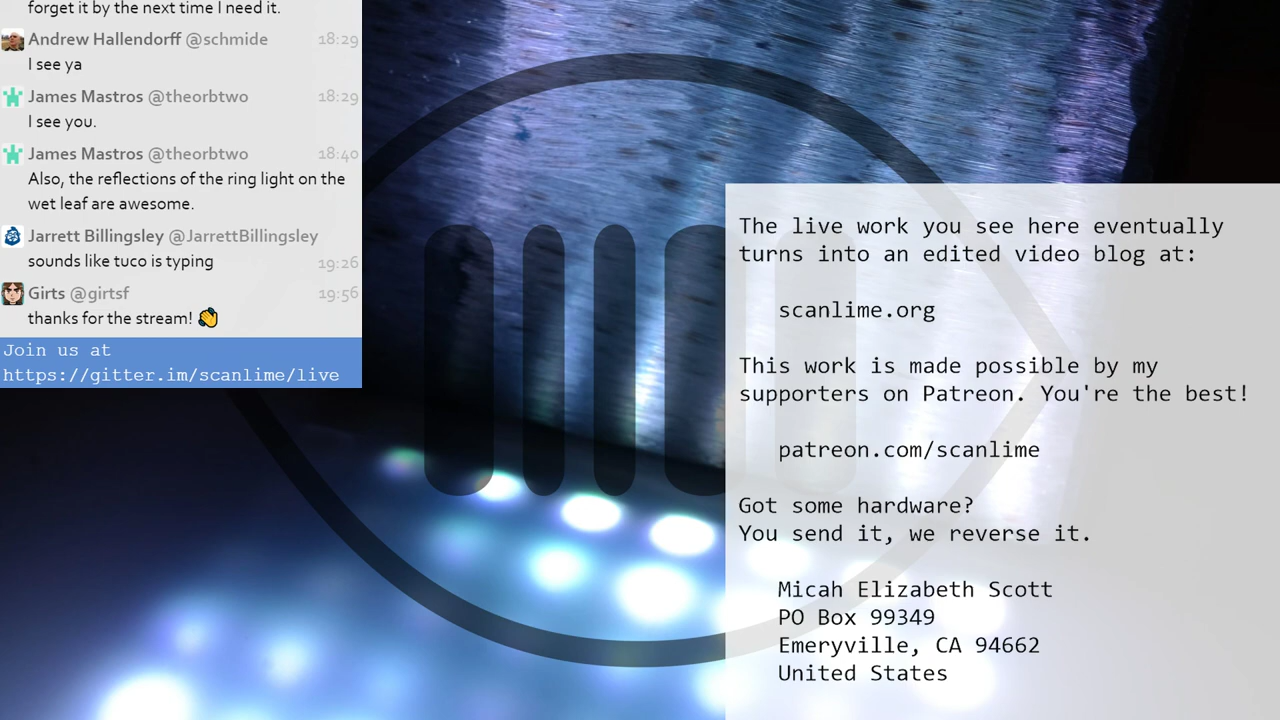 forget it by the next time I need it.
Andrew Hallendorff @schmide 18:29
I see ya
James Mastros @theorbtwo 18:29
I see you.
James Mastros @theorbtwo 18:40
Also, the reflections of the ring light on the
wet leaf are awesome.
Jarrett Billingsley @JarrettBillingsley
sounds like tuco is typing 19:26
Girts @girtsf 19:56
thanks for the stream! 👏
Join us at
https://gitter.im/scanlime/live
The live work you see here eventually
turns into an edited video blog at:
scanlime.org
This work is made possible by my
supporters on Patreon. You're the best!
patreon.com/scanlime
Got some hardware?
You send it, we reverse it.
Micah Elizabeth Scott
PO Box 99349
Emeryville, CA 94662
United States